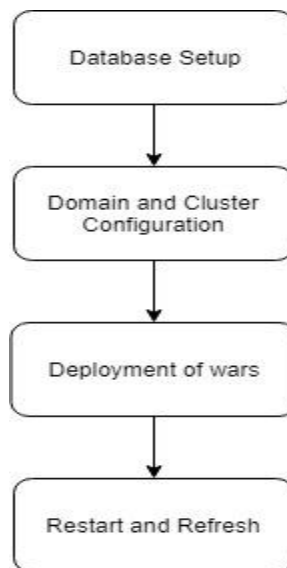 Database Setup
Domain and Cluster
Configuration
Deployment of wars
Restart and Refresh